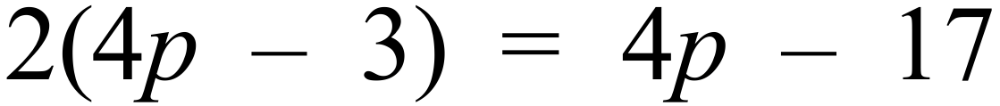 2(4p − 3) = 4p − 17